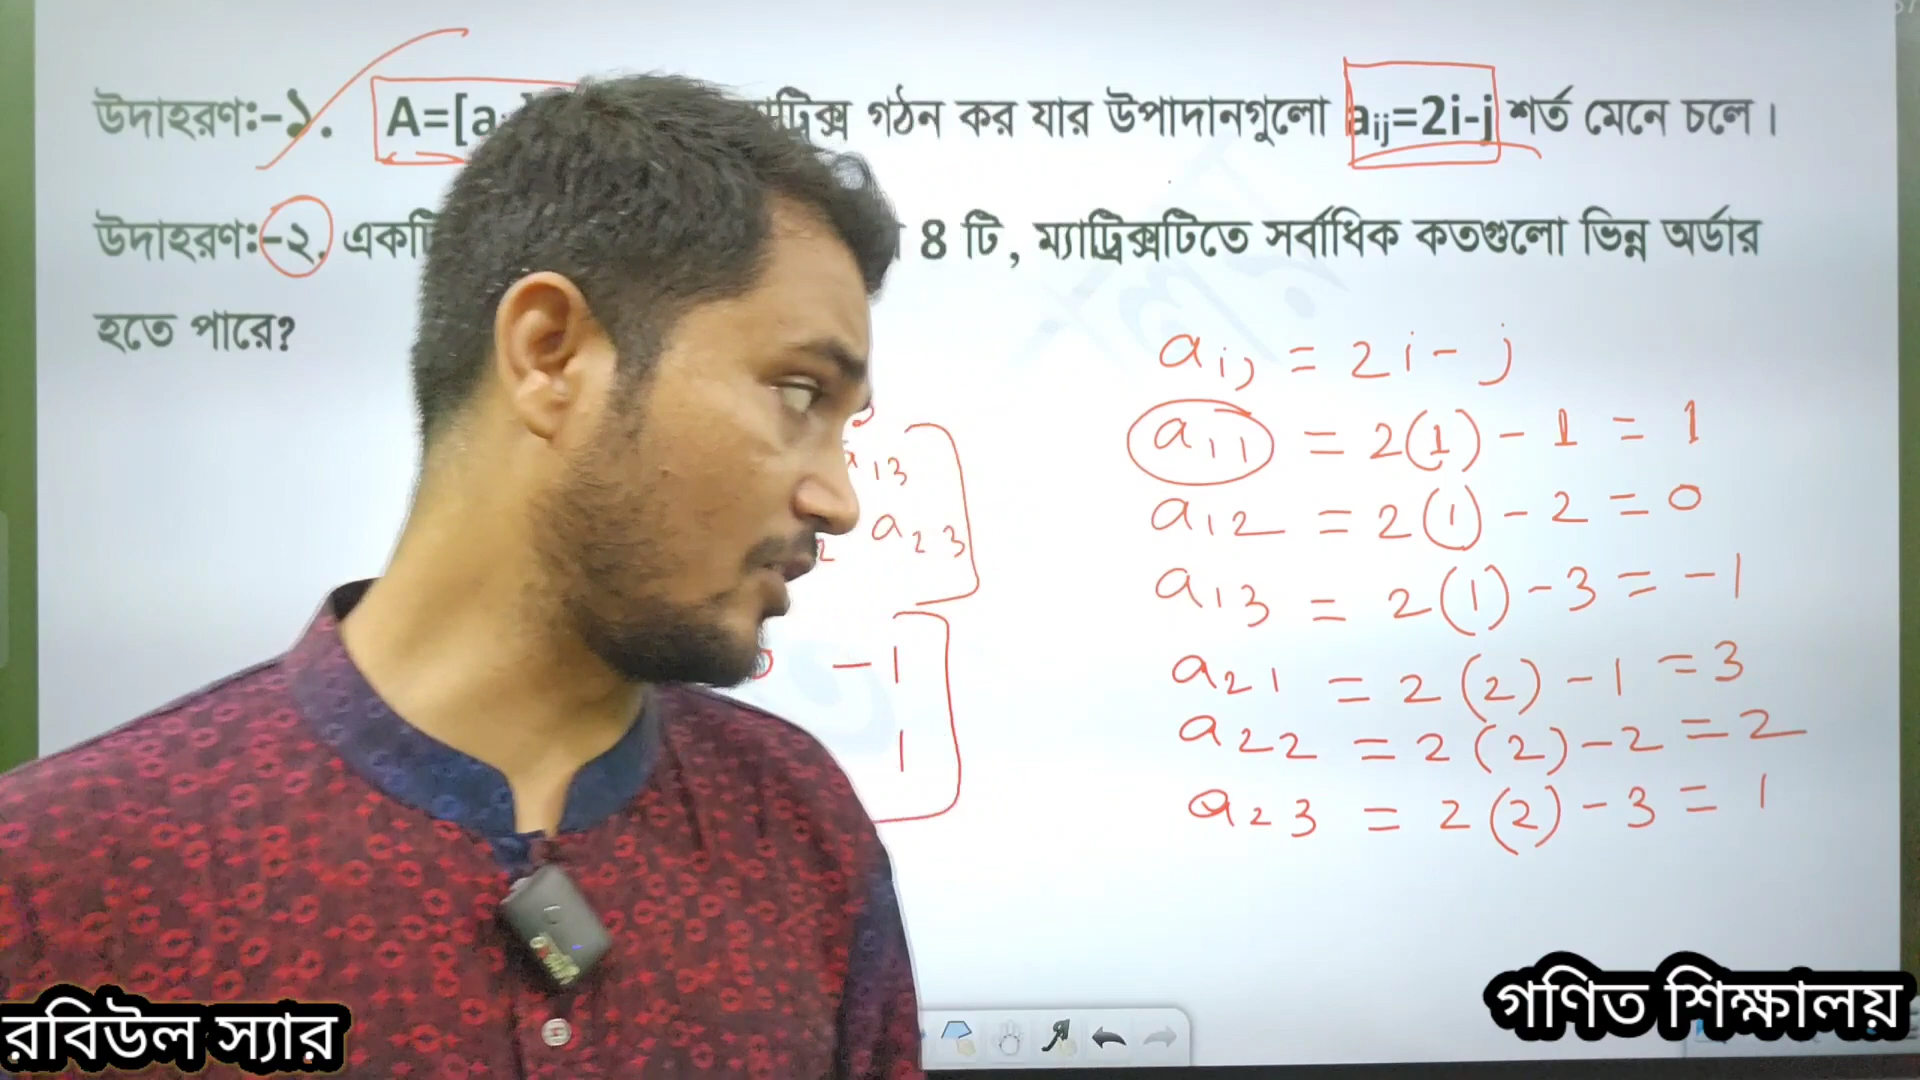 উদাহরণঃ-১. A=[a ম্যাট্রিক্স গঠন কর যার উপাদানগুলো aij=2i-j শর্ত মেনে চলে।
উদাহরণঃ-২. একটি 8 টি, ম্যাট্রিক্সটিতে সর্বাধিক কতগুলো ভিন্ন অর্ডার
হতে পারে?
aij = 2i - j
a11 = 2(1) - 1 = 1
a12 = 2(1) - 2 = 0
a13 = 2(1) - 3 = -1
a21 = 2(2) - 1 = 3
a22 = 2(2) - 2 = 2
a23 = 2(2) - 3 = 1
a13
a23
-1
1
রবিউল স্যার
গণিত শিক্ষালয়